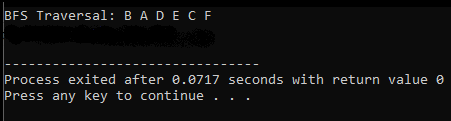 BFS Traversal: B A D E C F
--------------------------------
Process exited after 0.0717 seconds with return value 0
Press any key to continue . . .